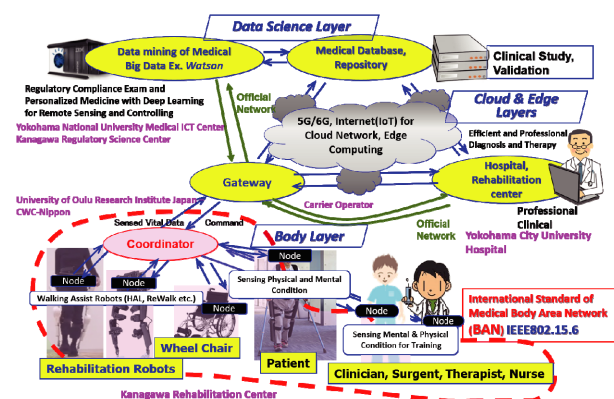 Data Science Layer
Data mining of Medical
Big Data Ex. Watson
Medical Database,
Repository
Clinical Study,
Validation
Regulatory Compliance Exam and
Personalized Medicine with Deep Learning
for Remote Sensing and Controlling
Yokohama National University Medical ICT Center
Kanagawa Regulatory Science Center
Official
Network
5G/6G, Internet(IoT) for
Cloud Network, Edge
Computing
Cloud & Edge
Layers
Efficient and Professional
Diagnosis and Therapy
Hospital,
Rehabilitation
center
Gateway
Carrier Operator
Professional
Clinical
University of Oulu Research Institute Japan
CWC-Nippon
Sensed Vital Data
Command
Official
Network
Yokohama City University
Hospital
Coordinator
Body Layer
Node
Node
Node
Node
Walking Assist Robots (HAL, ReWalk etc.)
Sensing Physical and Mental
Condition
Node
Node
Sensing Mental & Physical
Condition for Training
International Standard of
Medical Body Area Network
(BAN) IEEE802.15.6
Wheel Chair
Rehabilitation Robots
Patient
Clinician, Surgent, Therapist, Nurse
Kanagawa Rehabilitation Center